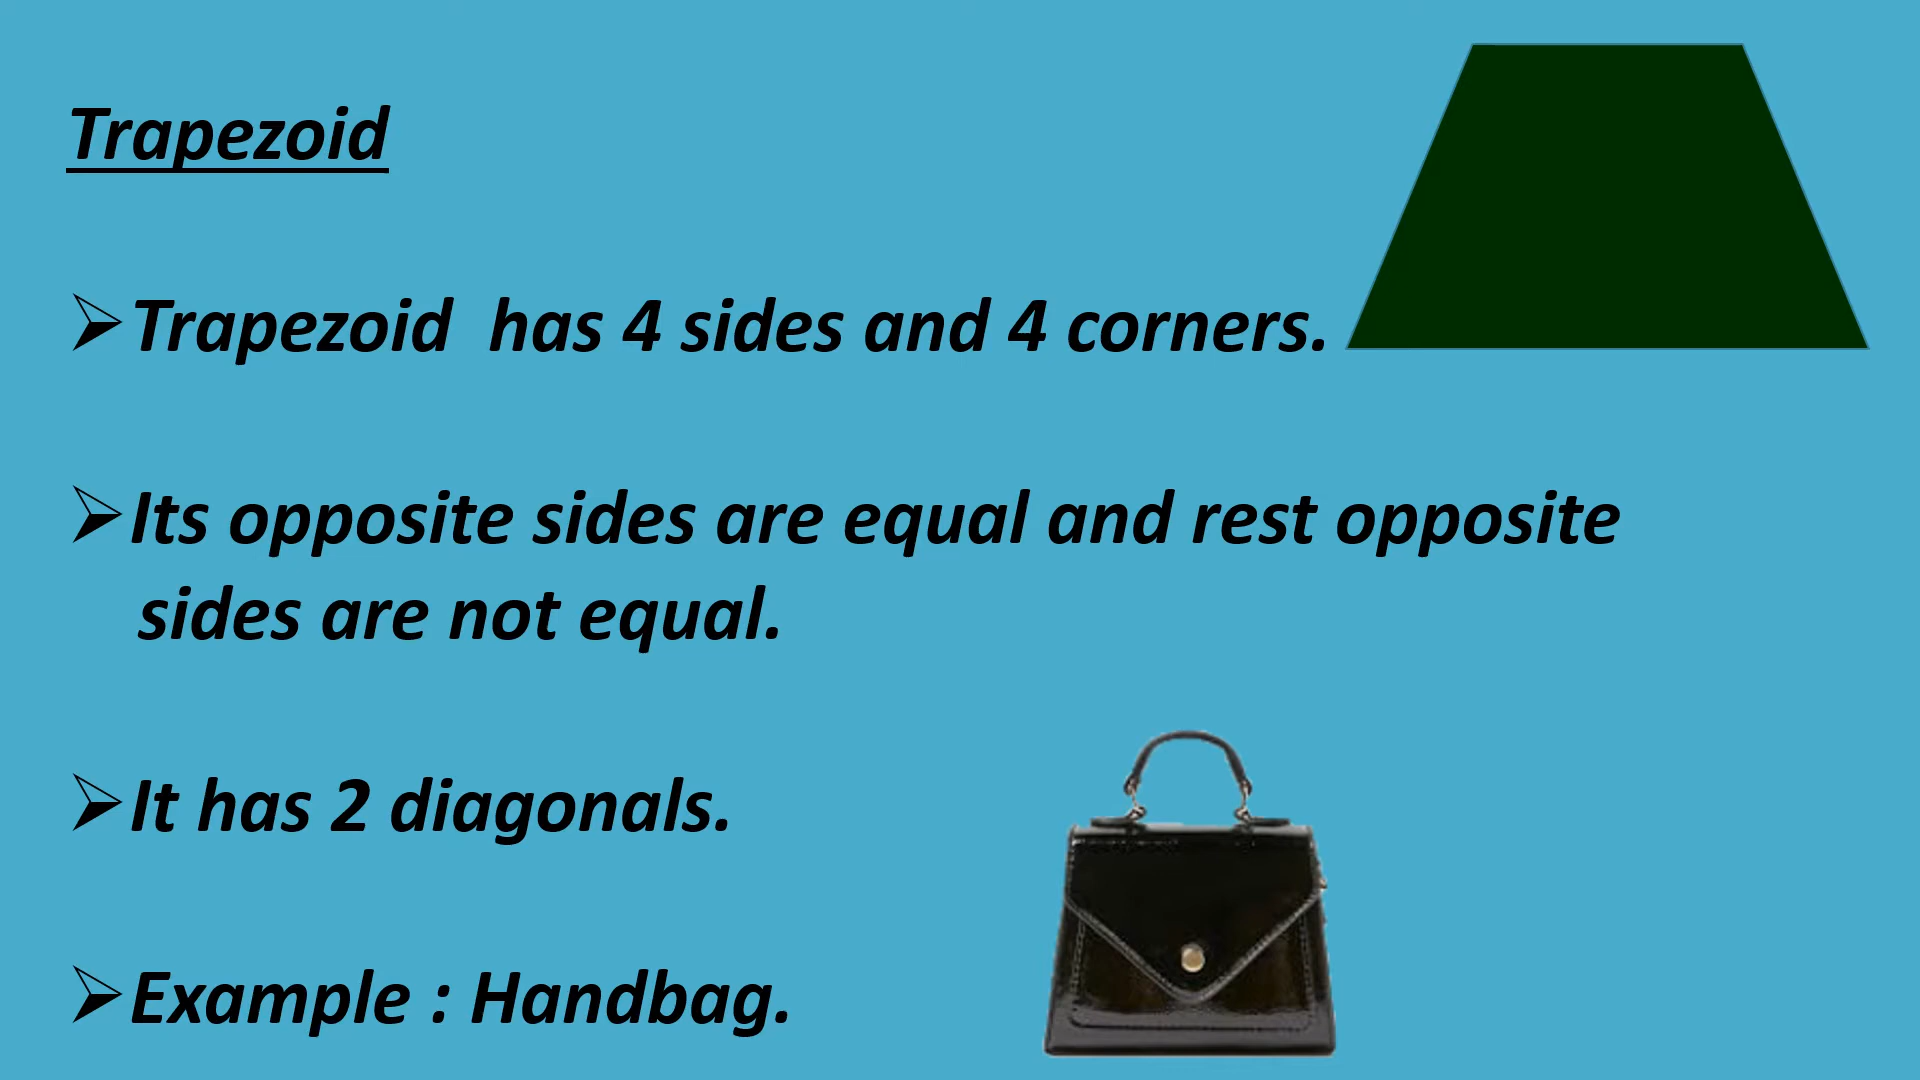 Trapezoid
➢Trapezoid  has 4 sides and 4 corners.
➢Its opposite sides are equal and rest opposite
sides are not equal.
➢It has 2 diagonals.
➢Example : Handbag.